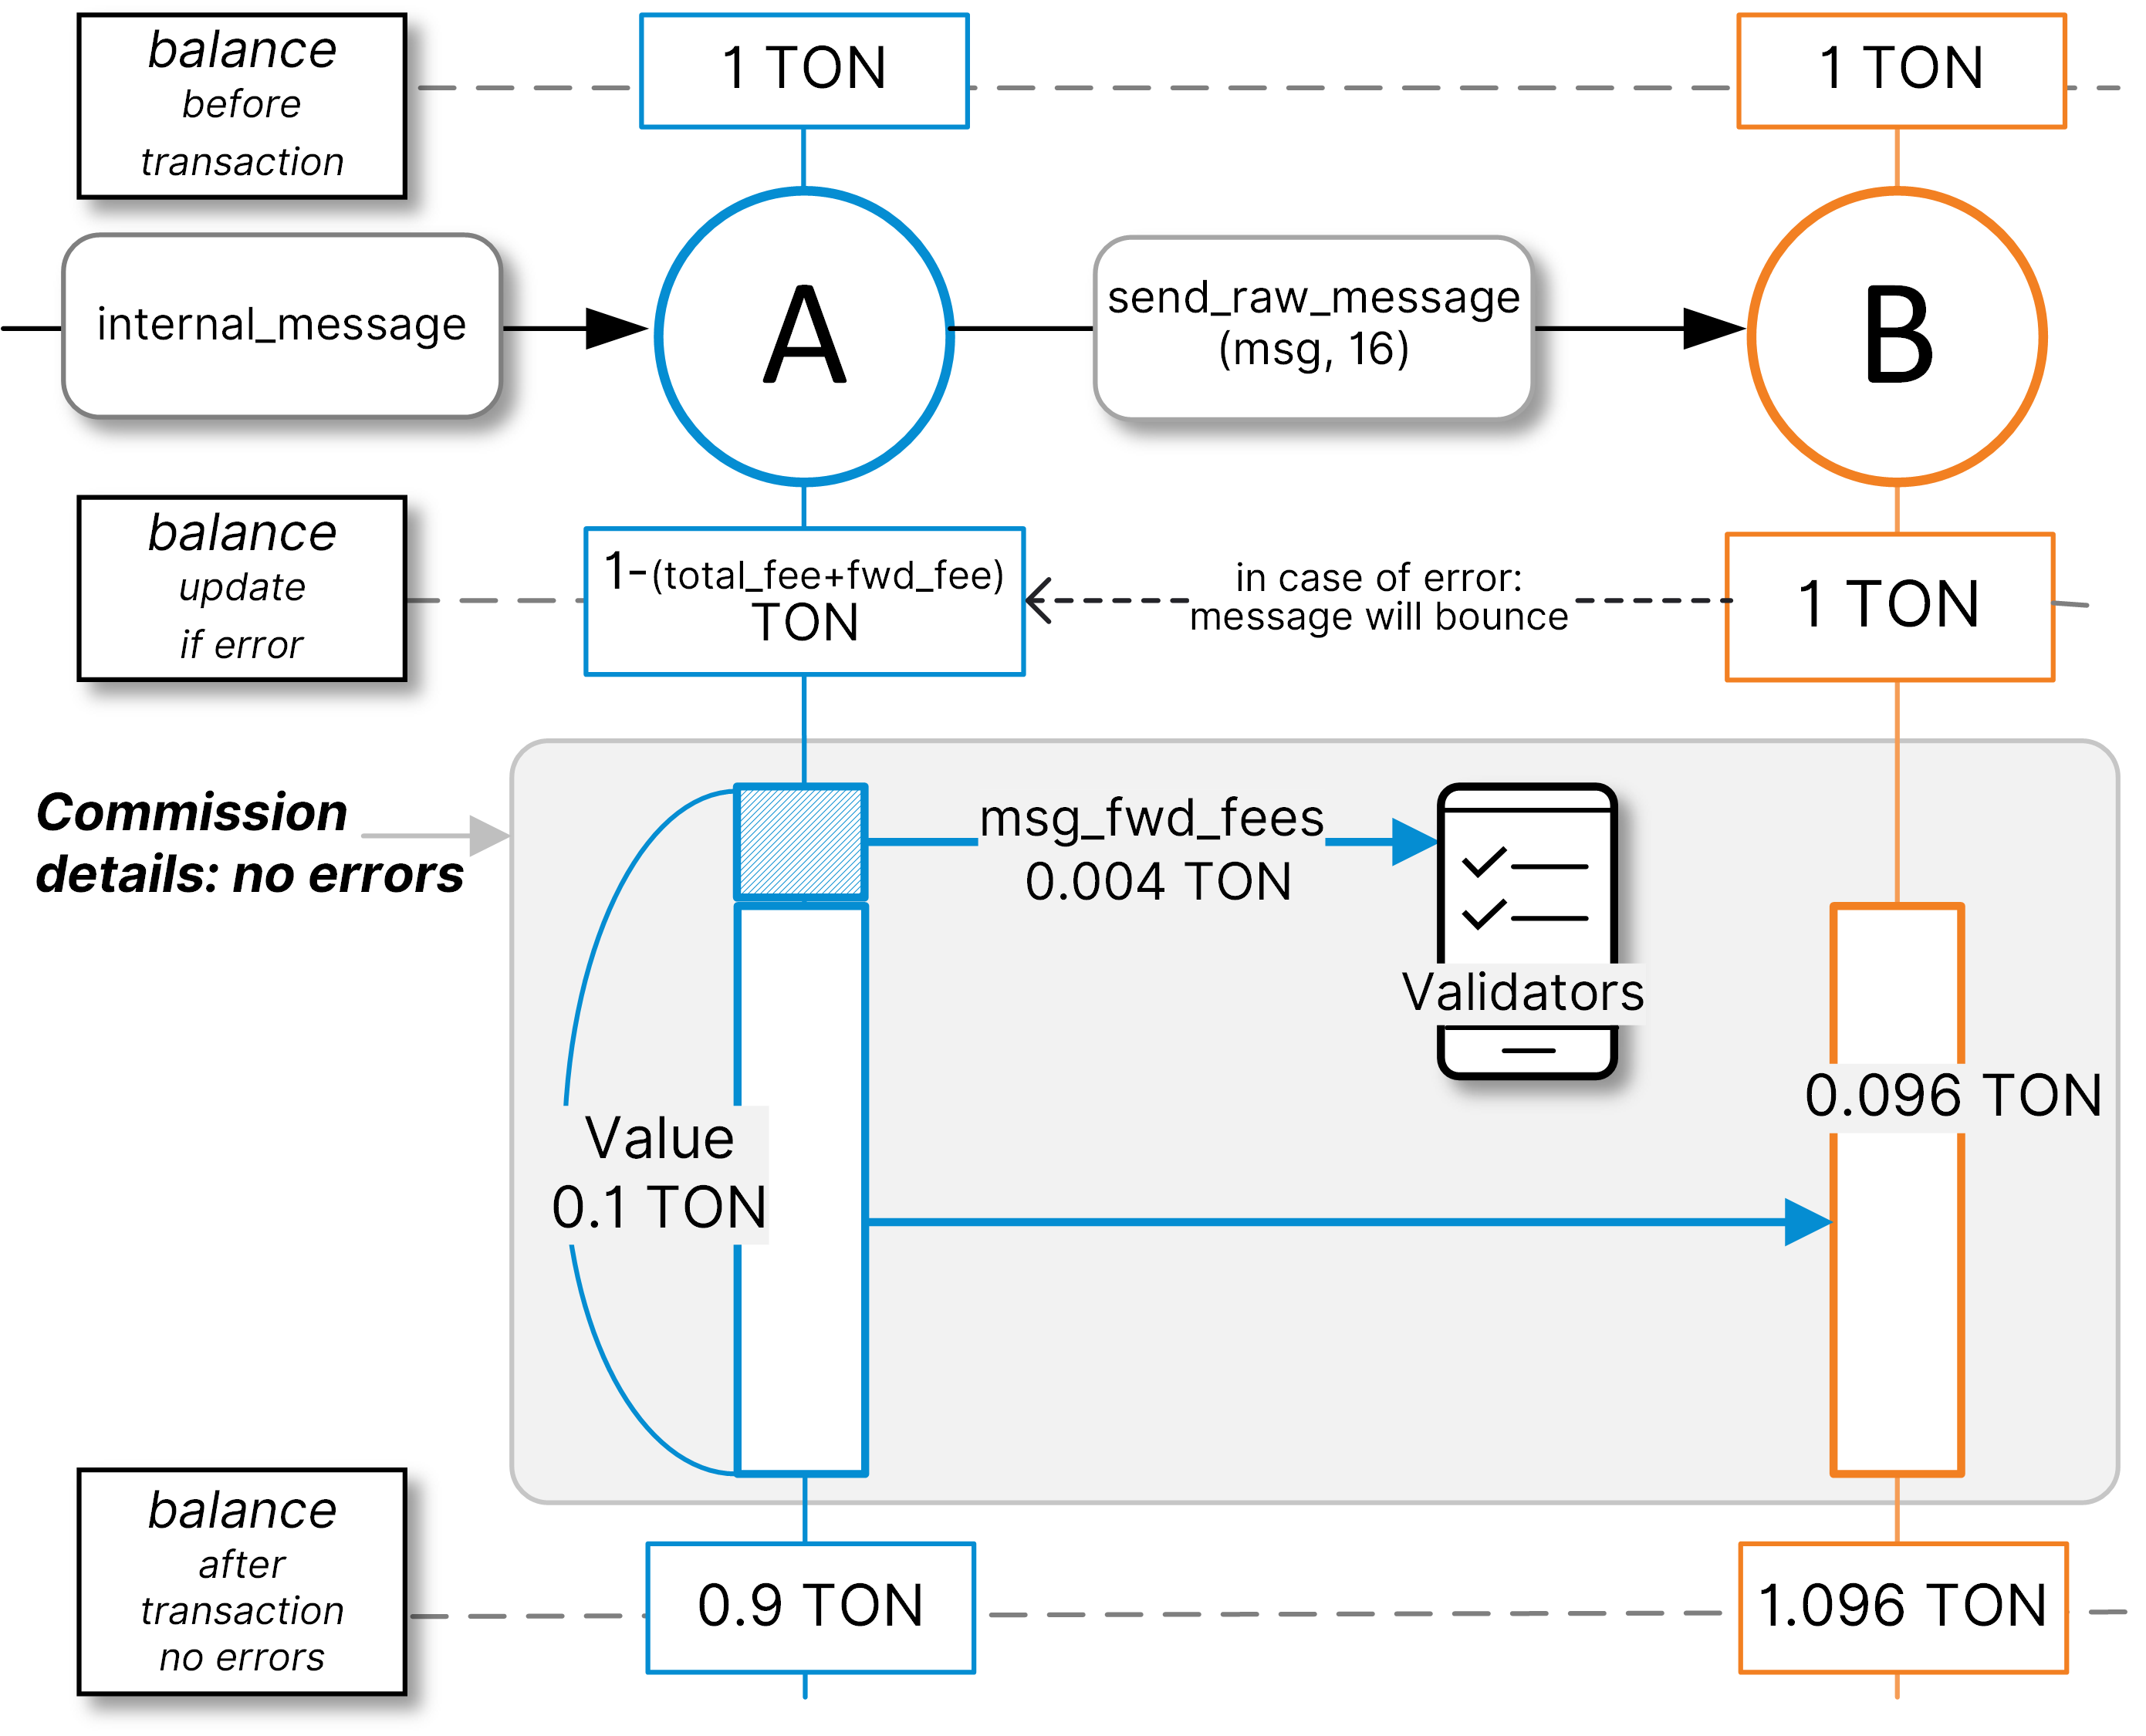 balance
before
transaction
1 TON
1 TON
internal_message
A
send_raw_message
(msg, 16)
B
balance
update
if error
1-(total_fee+fwd_fee)
TON
in case of error:
message will bounce
1 TON
Commission
details: no errors
msg_fwd_fees
0.004 TON
Validators
Value
0.1 TON
0.096 TON
balance
after
transaction
no errors
0.9 TON
1.096 TON